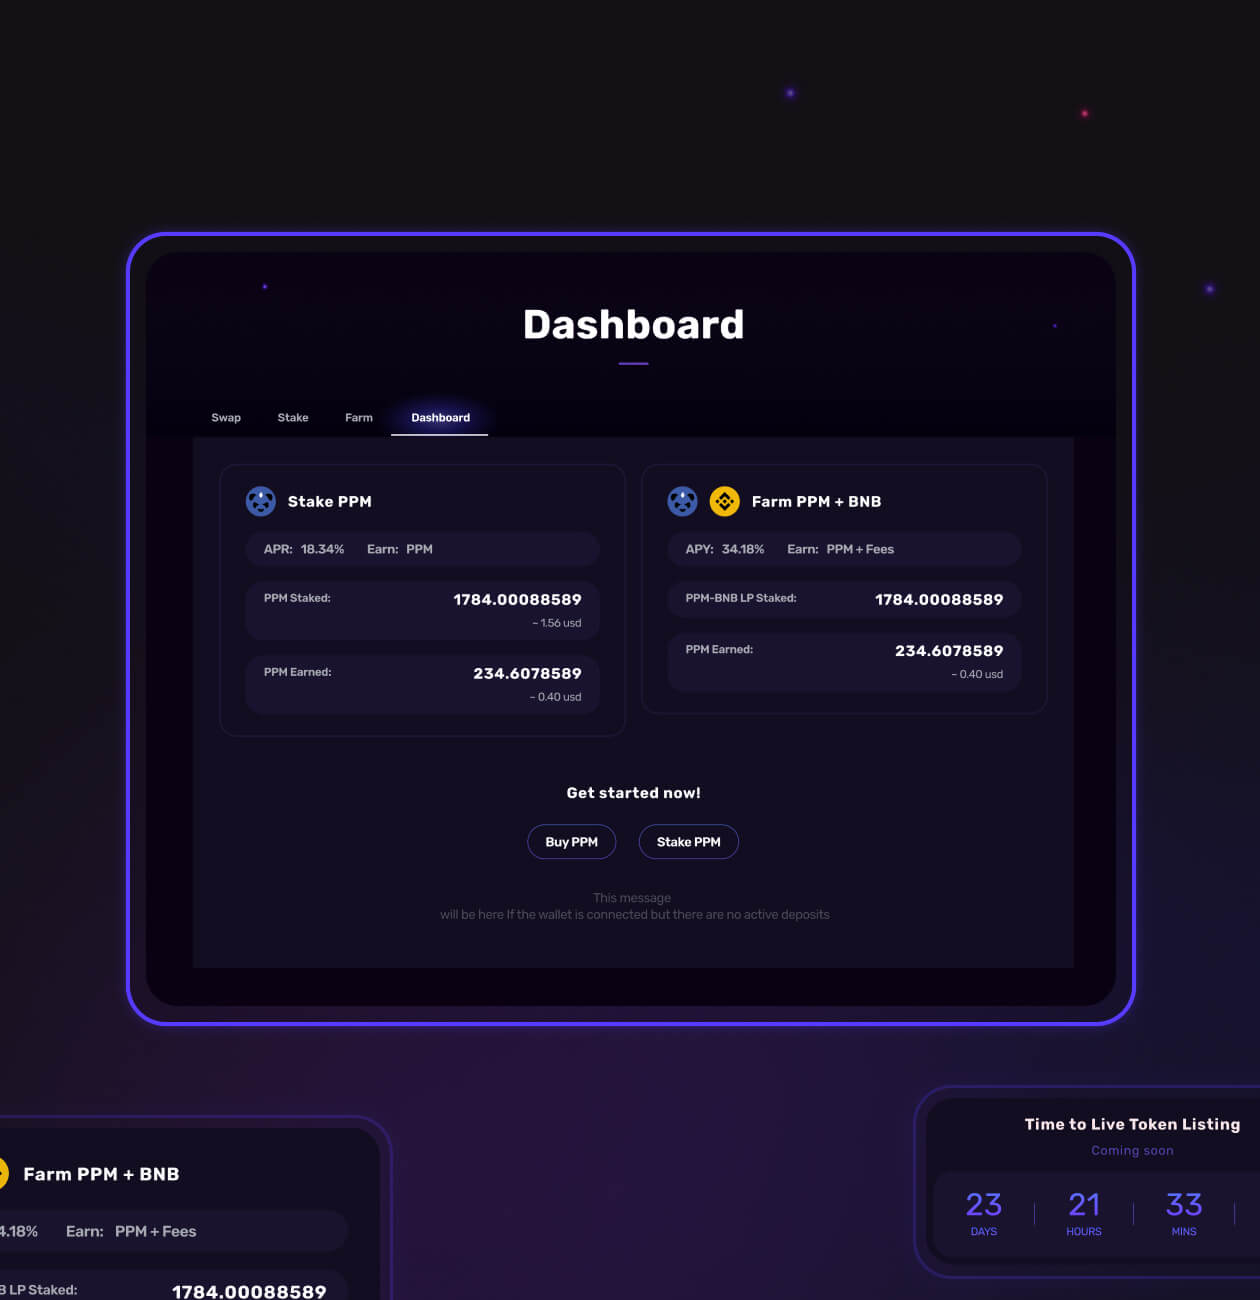 Dashboard
Swap Stake Farm Dashboard
Stake PPM
APR: 18.34% Earn: PPM
PPM Staked: 1784.00088589
~ 1.56 usd
PPM Earned: 234.6078589
~ 0.40 usd
Farm PPM + BNB
APY: 34.18% Earn: PPM + Fees
PPM-BNB LP Staked: 1784.00088589
PPM Earned: 234.6078589
~ 0.40 usd
Get started now!
Buy PPM Stake PPM
This message
will be here If the wallet is connected but there are no active deposits
Farm PPM + BNB
4.18% Earn: PPM + Fees
B LP Staked: 1784.00088589
Time to Live Token Listing
Coming soon
23 21 33
DAYS HOURS MINS